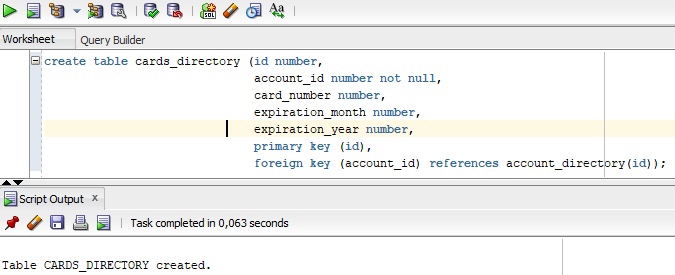 SQL
Aa
Worksheet Query Builder
create table cards_directory (id number,
account_id number not null,
card_number number,
expiration_month number,
expiration_year number,
primary key (id),
foreign key (account_id) references account_directory(id));
Script Output x
Task completed in 0,063 seconds
Table CARDS_DIRECTORY created.